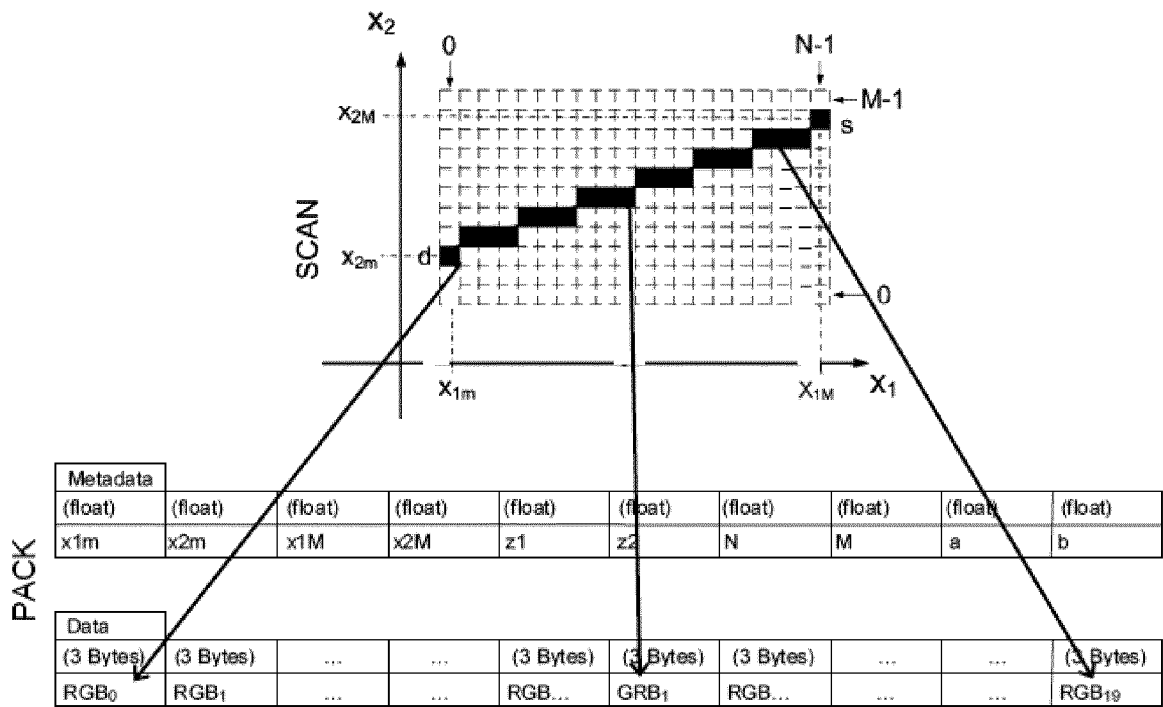 X2
0 N-1
x2M M-1
s
SCAN
x2m d
0
x1m X1M X1
PACK
Metadata
(float) (float) (float) (float) (float) (float) (float) (float) (float) (float)
x1m x2m x1M x2M z1 z2 N M a b
Data
(3 Bytes) (3 Bytes) ... ... (3 Bytes) (3 Bytes) (3 Bytes) ... ... (3 Bytes)
RGB0 RGB1 ... ... RGB... GRB1 RGB... ... ... RGB19